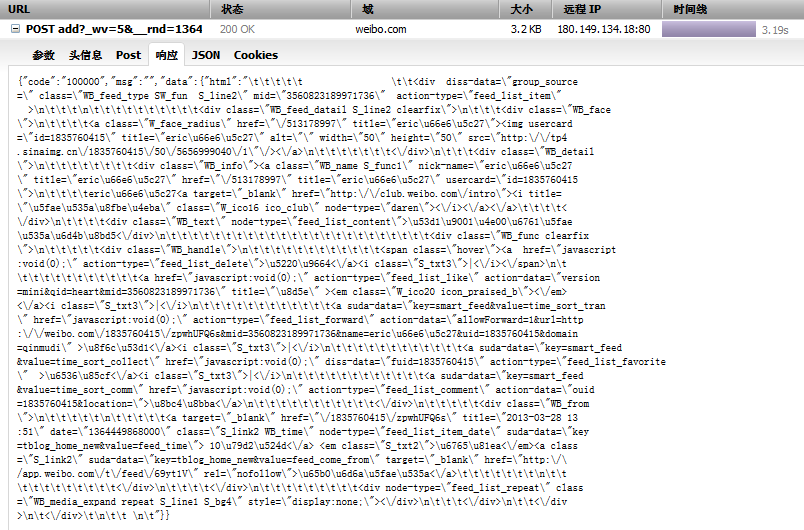 URL 状态 域 大小 远程 IP 时间线
POST add?_wv=5&__rnd=1364 200 OK weibo.com 3.2 KB 180.149.134.18:80 3.19s
参数 头信息 Post 响应 JSON Cookies
{"code":"100000","msg":"","data":{"html":"\t\t\t\t\t \t\t<div diss-data=\"group_source
=\" class=\"WB_feed_type SW_fun S_line2\" mid=\"3560823189971736\" action-type=\"feed_list_item\"
>\n\t\t\t\t\n\t\t\t\t\t\t\t\t\t<div class=\"WB_feed_datail S_line2 clearfix\">\n\t\t\t\t<div class=\"WB_face
\">\n\t\t\t\t\t<a class=\"W_face_radius\" href=\"\/513178997\" title=\"eric\u66e6\u5c27\"><img usercard
=\"id=1835760415\" title=\"eric\u66e6\u5c27\" alt=\"\" width=\"50\" height=\"50\" src=\"http:\/\/tp4
.sinaimg.cn\/1835760415\/50\/5656999040\/1\"\/><\/a>\n\t\t\t\t\t\t\t<\/div>\n\t\t\t\t<div class=\"WB_detail
\">\n\t\t\t\t\t\t\t\t<div class=\"WB_info\"><a class=\"WB_name S_func1\" nick-name=\"eric\u66e6\u5c27
\" title=\"eric\u66e6\u5c27\" href=\"\/513178997\" title=\"eric\u66e6\u5c27\" usercard=\"id=1835760415
\">\n\t\t\t\t\teric\u66e6\u5c27<a target=\"_blank\" href=\"http:\/\/club.weibo.com\/intro\"><i title=
\"\u5fae\u535a\u8fbe\u4eba\" class=\"W_ico16 ico_club\" node-type=\"daren\"><\/i><\/a><\/a>\t\t\t\t\t<
\/div>\n\t\t\t\t\t<div class=\"WB_text\" node-type=\"feed_list_content\">\u53d1\u9001\u4e00\u6761\u5fae
\u535a\u6d4b\u8bd5<\/div>\n\t\t\t\t\t\t\t\t\t\t\t\t\t\t\t\t\t\t\t\t<div class=\"WB_func clearfix
\">\n\t\t\t\t\t\t<div class=\"WB_handle\">\n\t\t\t\t\t\t\t\t\t\t\t\t\t<span class=\"hover\"><a href=\"javascript
:void(0);\" action-type=\"feed_list_delete\">\u5220\u9664<\/a><i class=\"S_txt3\">|<\/i><\/span>\n\t
\t\t\t\t\t\t\t\t\t\t\t<a href=\"javascript:void(0);\" action-type=\"feed_list_like\" action-data=\"version
=mini&qid=heart&mid=3560823189971736\" title=\"\u8d5e\" ><em class=\"W_ico20 icon_praised_b\"><\/em>
<\/a><i class=\"S_txt3\">|<\/i>\n\t\t\t\t\t\t\t\t\t\t\t\t<a suda-data=\"key=smart_feed&value=time_sort_tran
\" href=\"javascript:void(0);\" action-type=\"feed_list_forward\" action-data=\"allowForward=1&url=http
:\/\/weibo.com\/1835760415\/zpwhUFQ6s&mid=3560823189971736&name=eric\u66e6\u5c27&uid=1835760415&domain
=qinmudi\" >\u8f6c\u53d1<\/a><i class=\"S_txt3\">|<\/i>\n\t\t\t\t\t\t\t\t\t\t\t\t<a suda-data=\"key=smart_feed
&value=time_sort_collect\" href=\"javascript:void(0);\" diss-data=\"fuid=1835760415\" action-type=\"feed_list_favorite
\" >\u6536\u85cf<\/a><i class=\"S_txt3\">|<\/i>\n\t\t\t\t\t\t\t\t\t\t\t\t<a suda-data=\"key=smart_feed
&value=time_sort_comm\" href=\"javascript:void(0);\" action-type=\"feed_list_comment\" action-data=\"ouid
=1835760415&location=\">\u8bc4\u8bba<\/a>\n\t\t\t\t\t\t\t\t\t\t\t<\/div>\n\t\t\t\t\t\t<div class=\"WB_from
\">\n\t\t\t\t\t\t\n\t\t\t\t\t\t\t<a target=\"_blank\" href=\"\/1835760415\/zpwhUFQ6s\" title=\"2013-03-28 13
:51\" date=\"1364449868000\" class=\"S_link2 WB_time\" node-type=\"feed_list_item_date\" suda-data=\"key
=tblog_home_new&value=feed_time\"> 10\u79d2\u524d<\/a> <em class=\"S_txt2\">\u6765\u81ea<\/em><a class
=\"S_link2\" suda-data=\"key=tblog_home_new&value=feed_come_from\" target=\"_blank\" href=\"http:\/\
/app.weibo.com\/t\/feed\/69yt1V\" rel=\"nofollow\">\u65b0\u6d6a\u5fae\u535a<\/a>\t\t\t\t\t\t\t\n\t\t
\t\t\t\t\t\t\t\t<\/div>\n\t\t\t\t\t<\/div>\n\t\t\t\t\t\t\t\t\t<div node-type=\"feed_list_repeat\" class
=\"WB_media_expand repeat S_line1 S_bg4\" style=\"display:none;\"><\/div>\n\t\t\t\t<\/div>\n\t\t\t<\/div
>\n\t<\/div>\t\n\t\t \n\t"}}